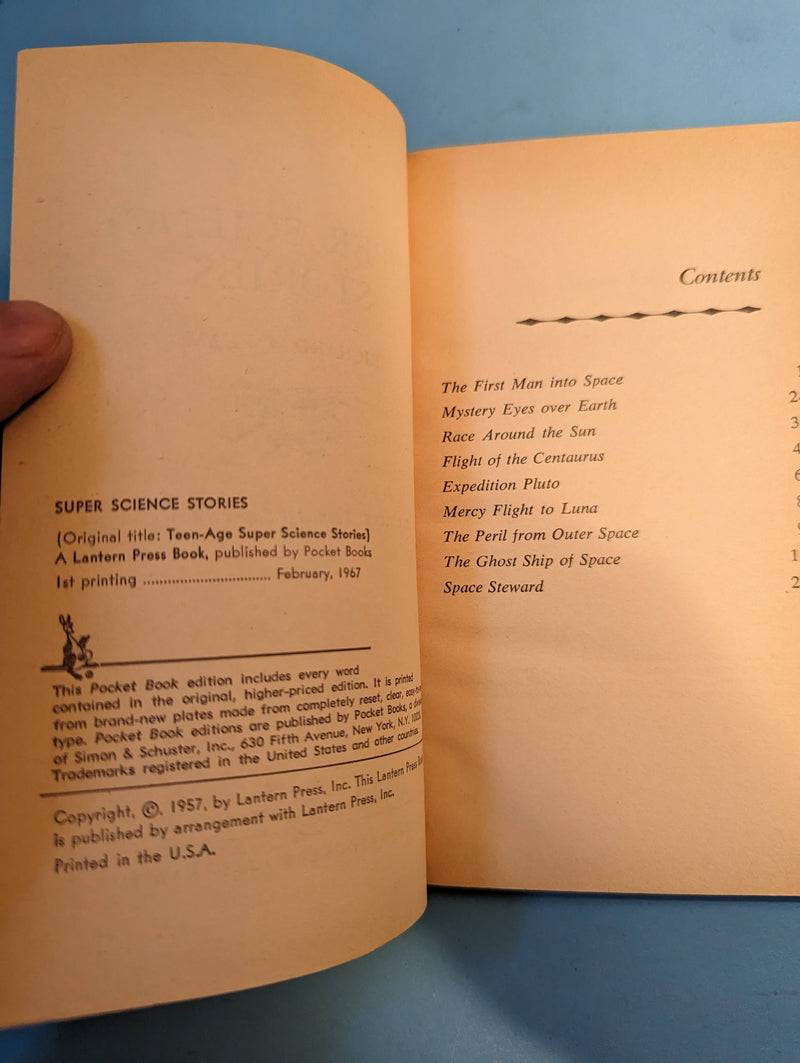 SUPER SCIENCE STORIES
(Original title: Teen-Age Super Science Stories)
A Lantern Press Book, published by Pocket Books
1st printing .............................. February, 1967
This Pocket Book edition includes every word
contained in the original, higher-priced edition. It is printed
from brand-new plates made from completely reset, clear,
type. Pocket Book editions are published by Pocket Books, a
of Simon & Schuster, Inc., 630 Fifth Avenue, New York, N.Y.
Trademarks registered in the United States and other countries
Copyright, ©, 1957, by Lantern Press, Inc. This Lantern Press
is published by arrangement with Lantern Press, Inc.
Printed in the U.S.A.
Contents
The First Man into Space
Mystery Eyes over Earth
Race Around the Sun
Flight of the Centaurus
Expedition Pluto
Mercy Flight to Luna
The Peril from Outer Space
The Ghost Ship of Space
Space Steward